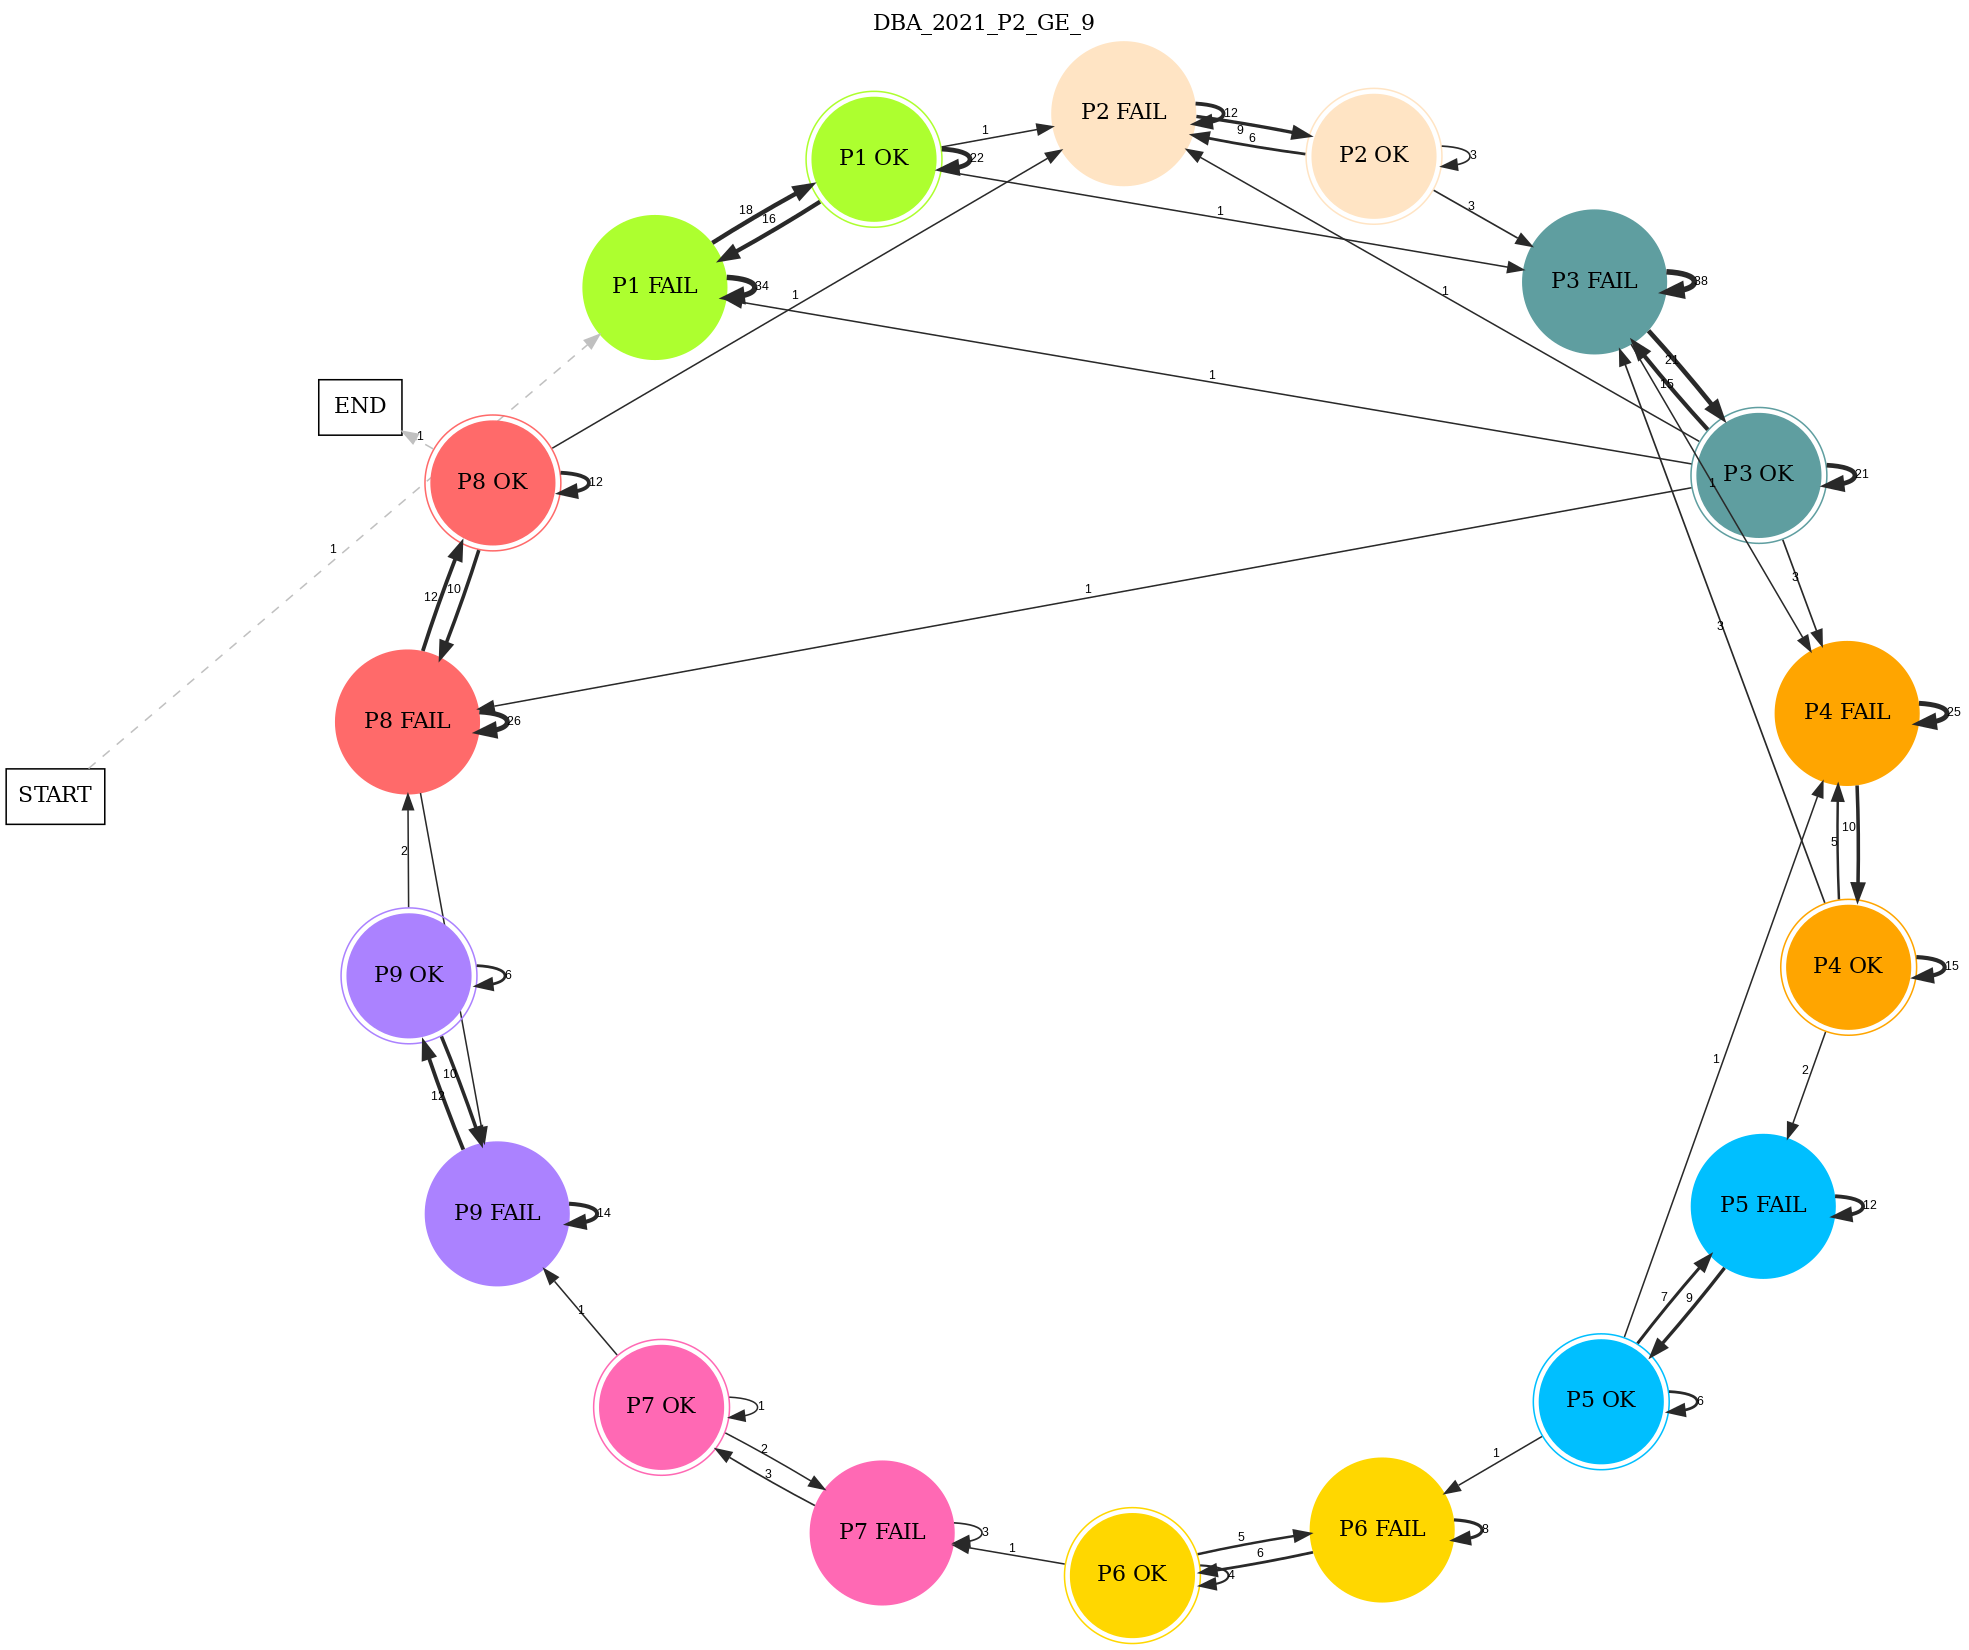 DBA_2021_P2_GE_9
P2 FAIL
12
9
6
P2 OK
3
P1 OK
1
22
18
16
1
3
P1 FAIL
34
1
P3 FAIL
38
1
21
15
1
END
1
P8 OK
12
P3 OK
21
1
1
12
10
1
3
3
P8 FAIL
26
P4 FAIL
25
START
2
10
5
P9 OK
6
P4 OK
15
10
12
1
2
P9 FAIL
14
P5 FAIL
12
1
7
9
P7 OK
1
P5 OK
6
2
3
1
P7 FAIL
3
1
5
6
P6 FAIL
8
P6 OK
4